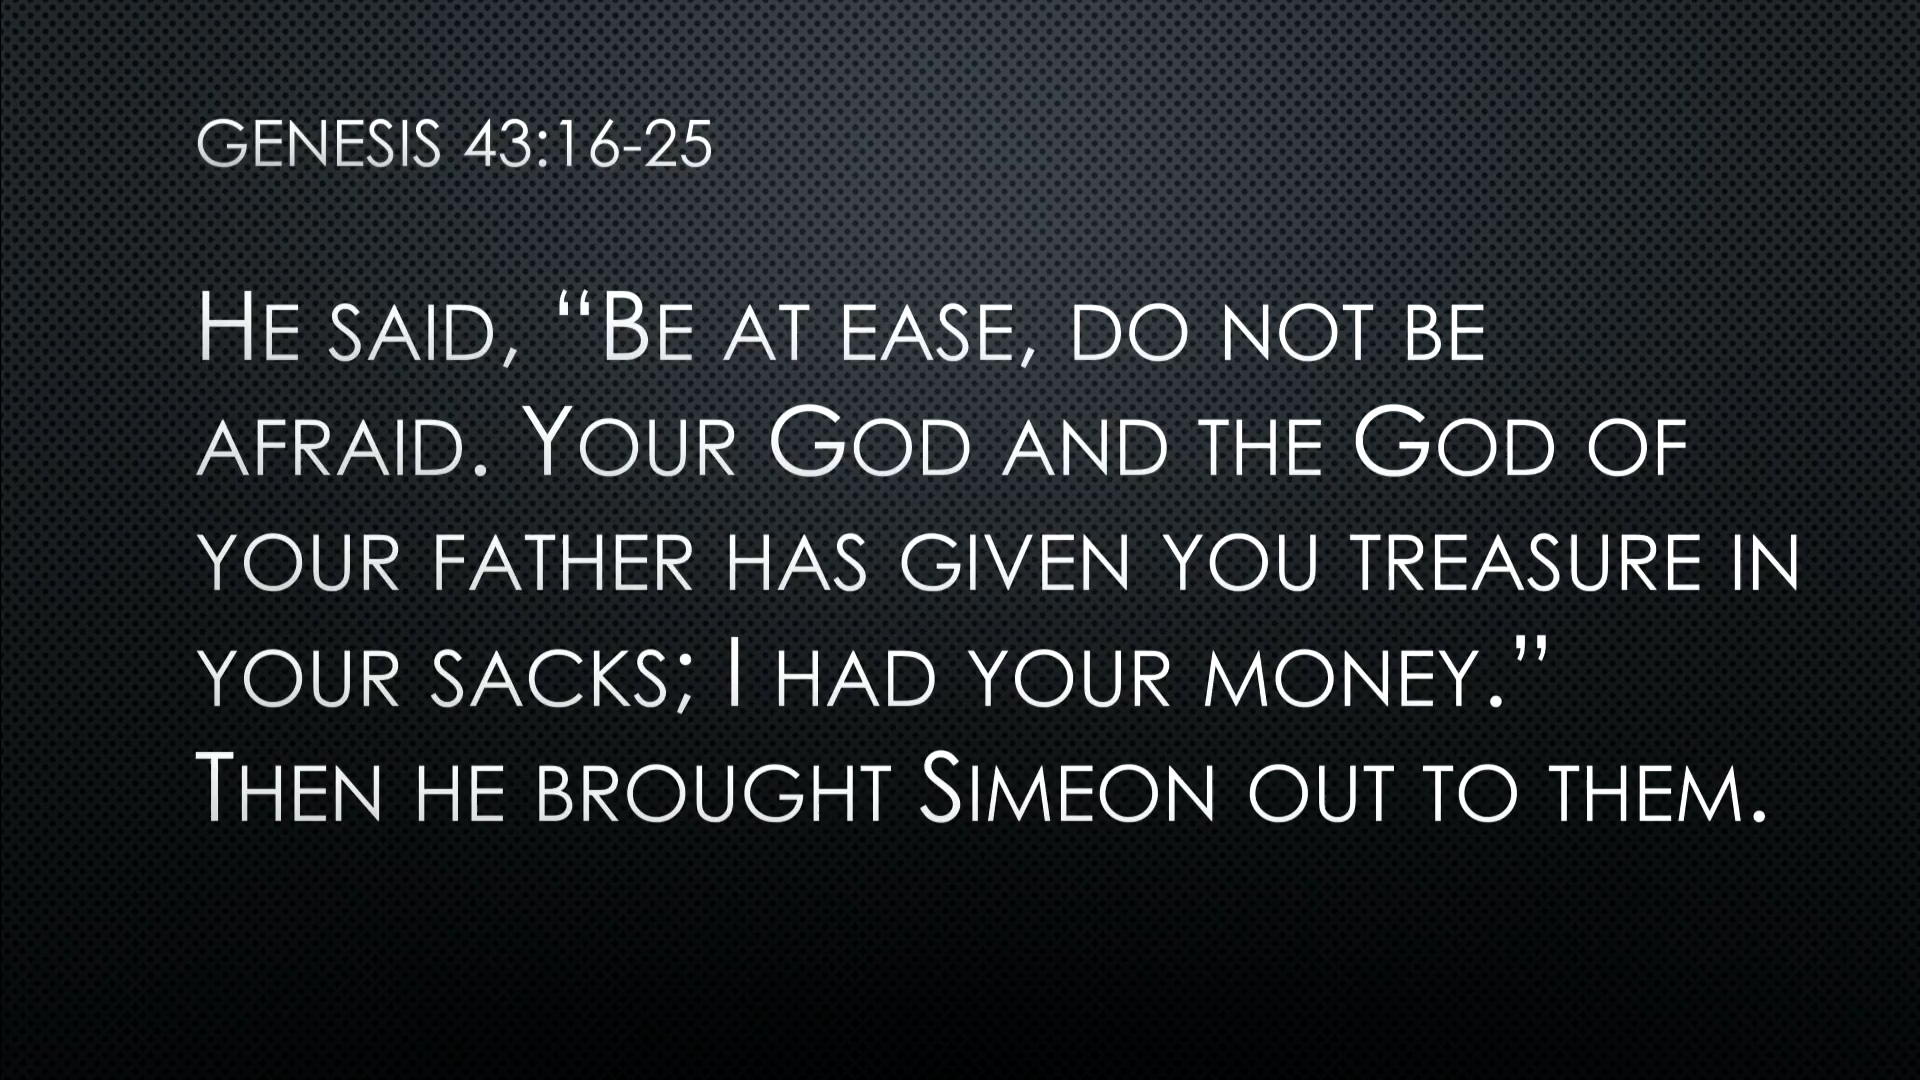 GENESIS 43:16-25
He said, “Be at ease, do not be
afraid. Your God and the God of
your father has given you treasure in
your sacks; I had your money.”
Then he brought Simeon out to them.